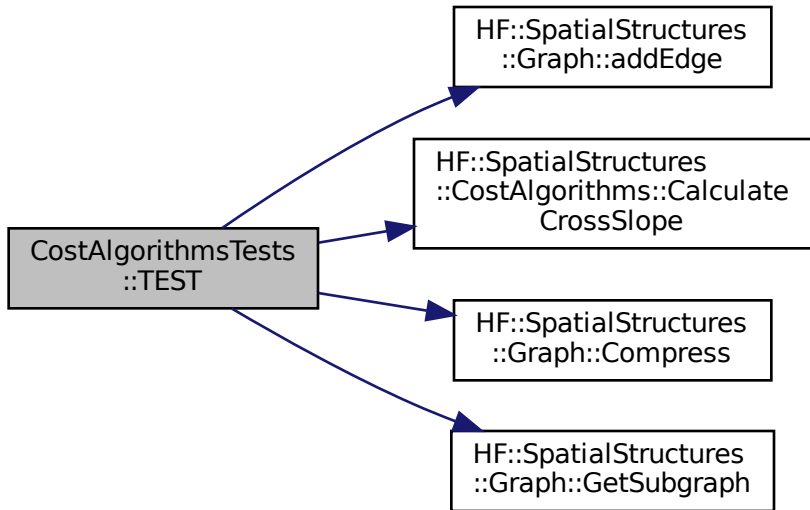 HF::SpatialStructures
::Graph::addEdge
HF::SpatialStructures
::CostAlgorithms::Calculate
CrossSlope
CostAlgorithmsTests
::TEST
HF::SpatialStructures
::Graph::Compress
HF::SpatialStructures
::Graph::GetSubgraph